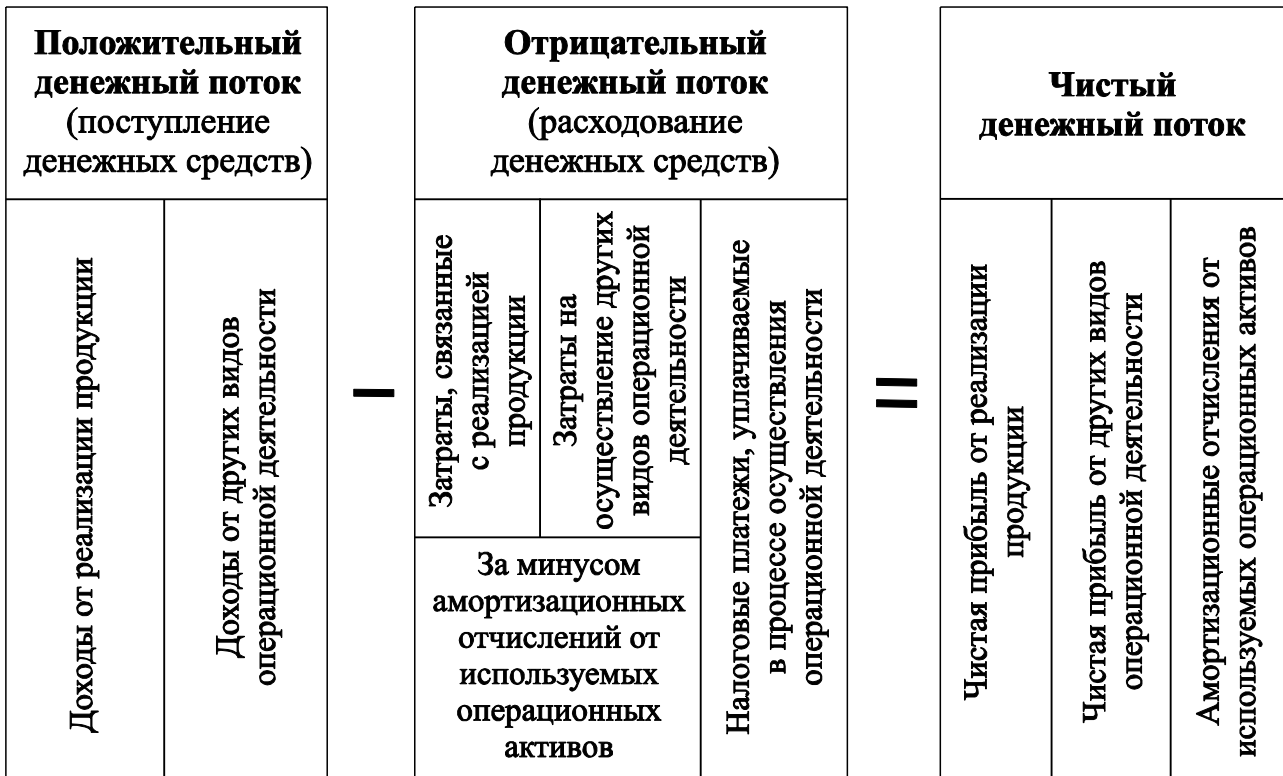 Положительный
денежный поток
(поступление
денежных средств)
Доходы от реализации продукции
Доходы от других видов
операционной деятельности
–
Отрицательный
денежный поток
(расходование
денежных средств)
Затраты, связанные
с реализацией
продукции
Затраты на
осуществление других
видов операционной
деятельности
За минусом
амортизационных
отчислений от
используемых
операционных
активов
Налоговые платежи, уплачиваемые
в процессе осуществления
операционной деятельности
=
Чистый
денежный поток
Чистая прибыль от реализации
продукции
Чистая прибыль от других видов
операционной деятельности
Амортизационные отчисления от
используемых операционных активов